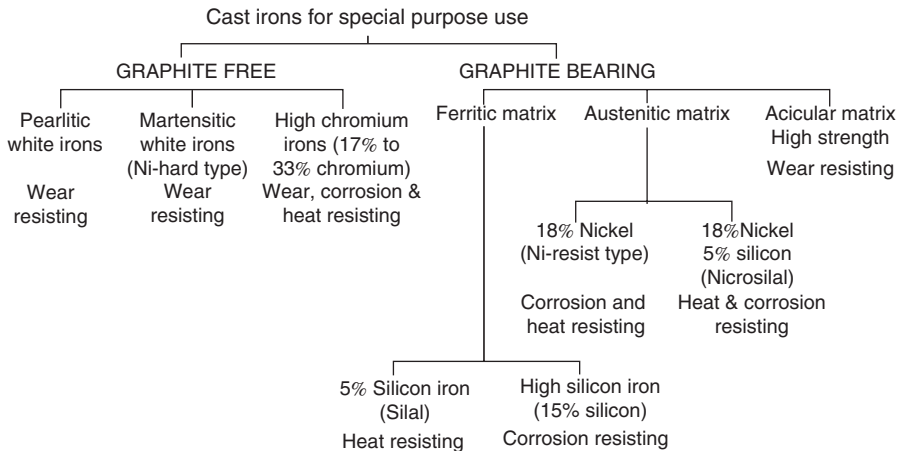 Cast irons for special purpose use
GRAPHITE FREE
GRAPHITE BEARING
Pearlitic
white irons
Wear
resisting
Martensitic
white irons
(Ni-hard type)
Wear
resisting
High chromium
irons (17% to
33% chromium)
Wear, corrosion &
heat resisting
Ferritic matrix
Austenitic matrix
Acicular matrix
High strength
Wear resisting
18% Nickel
(Ni-resist type)
Corrosion and
heat resisting
18%Nickel
5% silicon
(Nicrosilal)
Heat & corrosion
resisting
5% Silicon iron
(Silal)
Heat resisting
High silicon iron
(15% silicon)
Corrosion resisting